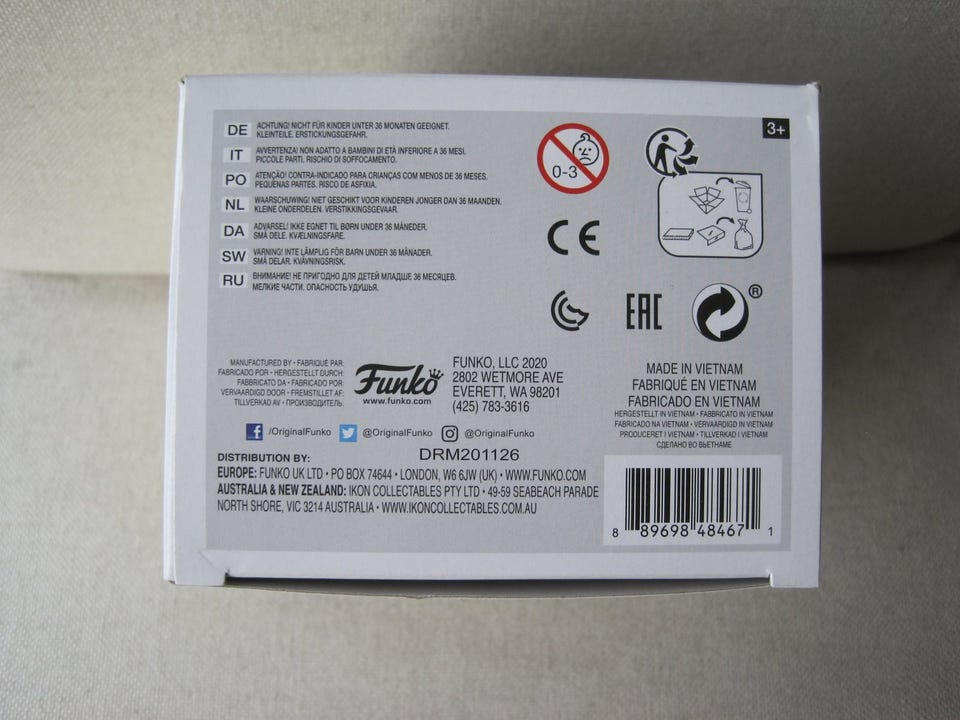 DE ACHTUNG! NICHT FÜR KINDER UNTER 36 MONATEN GEEIGNET.
KLEINTEILE. ERSTICKUNGSGEFAHR.
IT AVVERTENZA! NON ADATTO A BAMBINI DI ETÀ INFERIORE A 36 MESI.
PICCOLE PARTI. RISCHIO DI SOFFOCAMENTO.
PO ATENÇÃO! CONTRA-INDICADO PARA CRIANÇAS COM MENOS DE 36 MESES.
PEQUENAS PARTES. RISCO DE ASFIXIA.
NL WAARSCHUWING! NIET GESCHIKT VOOR KINDEREN JONGER DAN 36 MAANDEN.
KLEINE ONDERDELEN. VERSTIKKINGSGEVAAR.
DA ADVARSEL! IKKE EGNET TIL BØRN UNDER 36 MÅNEDER.
SMÅ DELE. KVÆLNINGSFARE.
SW VARNING! INTE LÄMPLIG FÖR BARN UNDER 36 MÅNADER.
SMÅ DELAR. KVÄVNINGSRISK.
RU ВНИМАНИЕ! НЕ ПРИГОДНО ДЛЯ ДЕТЕЙ МЛАДШЕ 36 МЕСЯЦЕВ.
МЕЛКИЕ ЧАСТИ. ОПАСНОСТЬ УДУШЬЯ.
0-3
3+
CE
EAC
®
MANUFACTURED BY • FABRIQUÉ PAR:
FABRICADO POR • HERGESTELLT DURCH:
FABBRICATO DA • FABRICADO POR:
VERVAARDIGD DOOR • FREMSTILLET AF:
TILLVERKAD AV • ПРОИЗВОДИТЕЛЬ:
Funko
www.funko.com
FUNKO, LLC 2020
2802 WETMORE AVE
EVERETT, WA 98201
(425) 783-3616
MADE IN VIETNAM
FABRIQUÉ EN VIETNAM
FABRICADO EN VIETNAM
HERGESTELLT IN VIETNAM • FABBRICATO IN VIETNAM
FABRICADO NA VIETNAM • VERVAARDIGD IN VIETNAM
PRODUCERET I VIETNAM • TILLVERKAD I VIETNAM
СДЕЛАНО ВО ВЬЕТНАМ
f /OriginalFunko @OriginalFunko @OriginalFunko
DRM201126
DISTRIBUTION BY:
EUROPE: FUNKO UK LTD • PO BOX 74644 • LONDON, W6 6JW (UK) • WWW.FUNKO.COM
AUSTRALIA & NEW ZEALAND: IKON COLLECTABLES PTY LTD • 49-59 SEABEACH PARADE
NORTH SHORE, VIC 3214 AUSTRALIA • WWW.IKONCOLLECTABLES.COM.AU
8 89698 48467 1